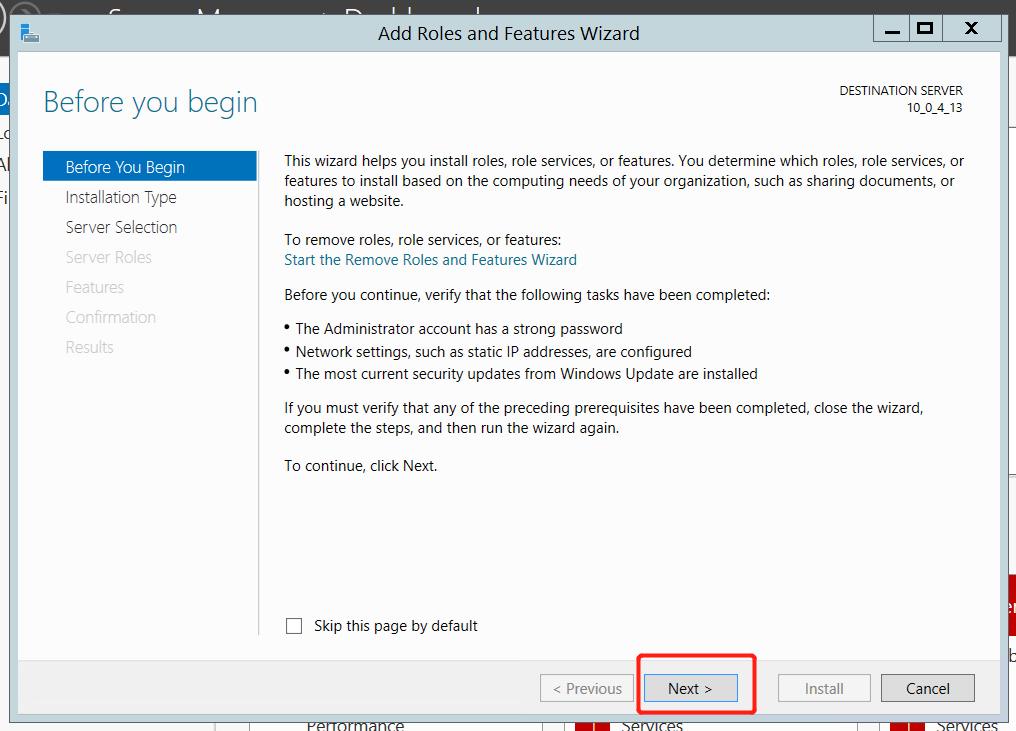 Add Roles and Features Wizard
Before you begin
DESTINATION SERVER
10_0_4_13
Before You Begin
Installation Type
Server Selection
Server Roles
Features
Confirmation
Results
This wizard helps you install roles, role services, or features. You determine which roles, role services, or
features to install based on the computing needs of your organization, such as sharing documents, or
hosting a website.
To remove roles, role services, or features:
Start the Remove Roles and Features Wizard
Before you continue, verify that the following tasks have been completed:
• The Administrator account has a strong password
• Network settings, such as static IP addresses, are configured
• The most current security updates from Windows Update are installed
If you must verify that any of the preceding prerequisites have been completed, close the wizard,
complete the steps, and then run the wizard again.
To continue, click Next.
Skip this page by default
< Previous
Next >
Install
Cancel
Performance
Services
Services